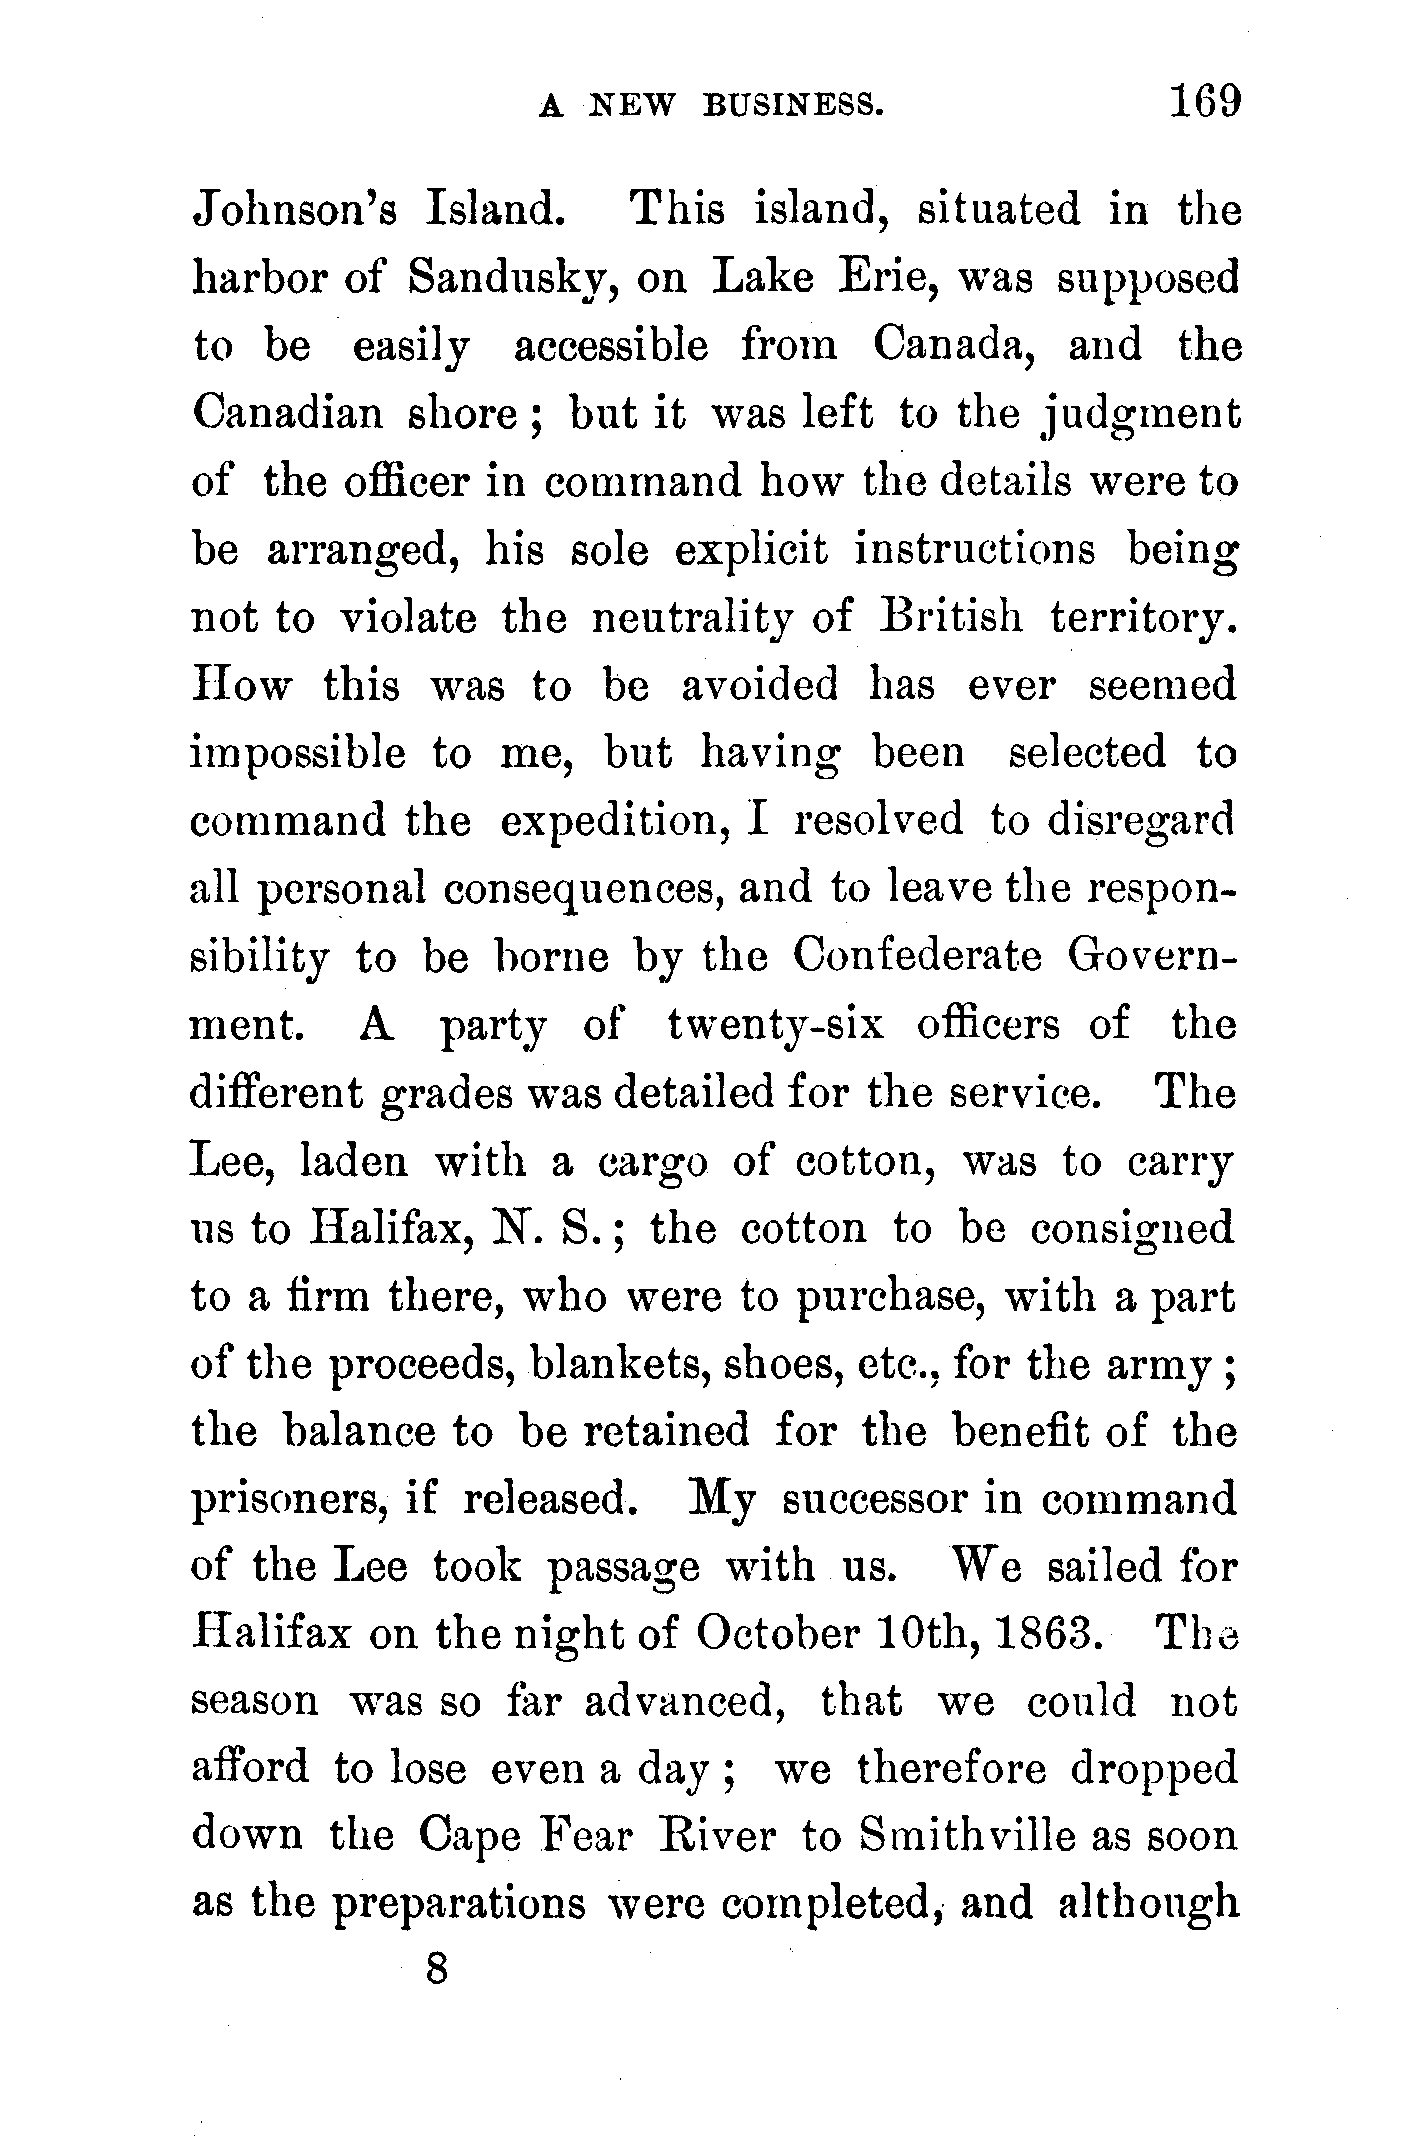 A NEW BUSINESS. 169
Johnson's Island. This island, situated in the
harbor of Sandusky, on Lake Erie, was supposed
to be easily accessible from Canada, and the
Canadian shore ; but it was left to the judgment
of the officer in command how the details were to
be arranged, his sole explicit instructions being
not to violate the neutrality of British territory.
How this was to be avoided has ever seemed
impossible to me, but having been selected to
command the expedition, I resolved to disregard
all personal consequences, and to leave the respon-
sibility to be borne by the Confederate Govern-
ment. A party of twenty-six officers of the
different grades was detailed for the service. The
Lee, laden with a cargo of cotton, was to carry
us to Halifax, N. S. ; the cotton to be consigned
to a firm there, who were to purchase, with a part
of the proceeds, blankets, shoes, etc., for the army ;
the balance to be retained for the benefit of the
prisoners, if released. My successor in command
of the Lee took passage with us. We sailed for
Halifax on the night of October 10th, 1863. The
season was so far advanced, that we could not
afford to lose even a day ; we therefore dropped
down the Cape Fear River to Smithville as soon
as the preparations were completed, and although
8